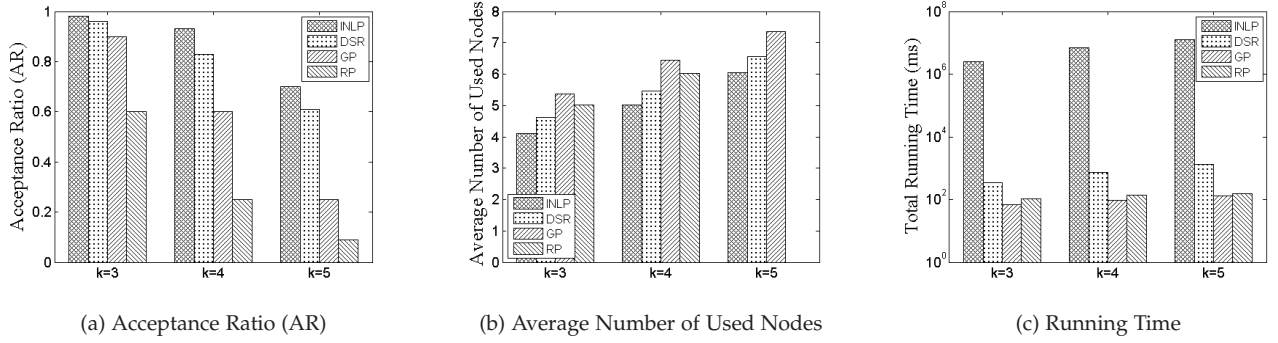 Acceptance Ratio (AR)
1
0.8
0.6
0.4
0.2
0
k=3 k=4 k=5
INLP
DSR
GP
RP
(a) Acceptance Ratio (AR)
Average Number of Used Nodes
8
7
6
5
4
3
2
1
0
k=3 k=4 k=5
INLP
DSR
GP
RP
(b) Average Number of Used Nodes
Total Running Time (ms)
10^8
10^6
10^4
10^2
10^0
k=3 k=4 k=5
INLP
DSR
GP
RP
(c) Running Time